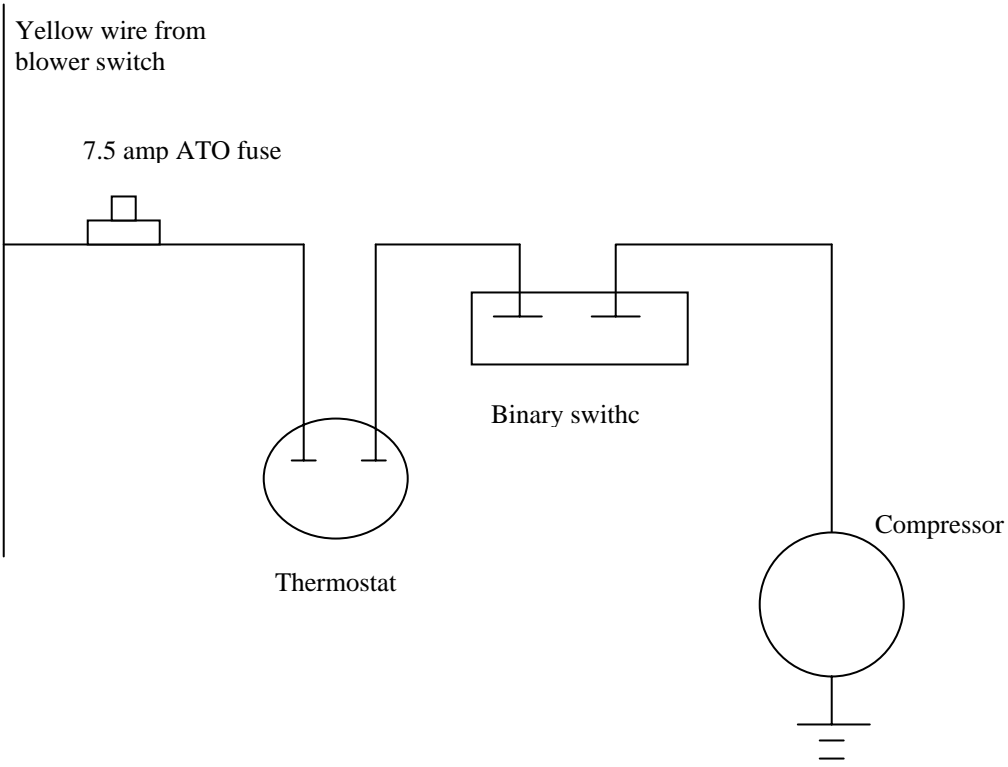 Yellow wire from
blower switch
7.5 amp ATO fuse
Binary swithc
Compressor
Thermostat